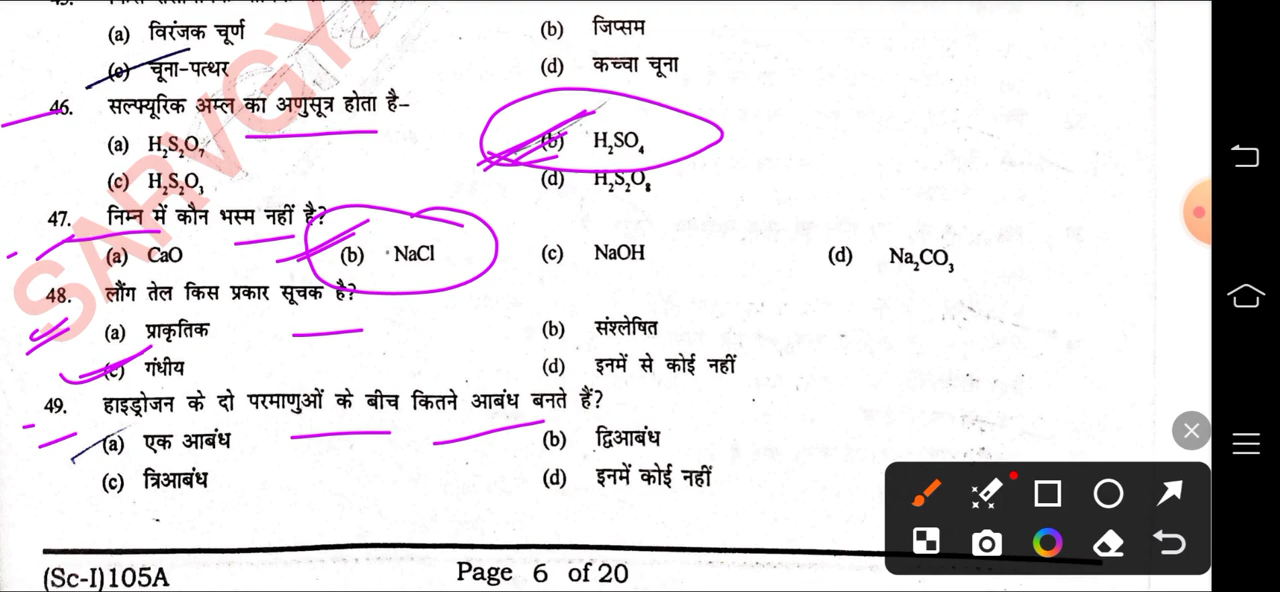 (a) विरंजक चूर्ण (b) जिप्सम
(c) चूना-पत्थर (d) कच्चा चूना
46. सल्फ्यूरिक अम्ल का अणुसूत्र होता है–
(a) H₂S₂O₇ (b) H₂SO₄
(c) H₂S₂O₃ (d) H₂S₂O₈
47. निम्न में कौन भस्म नहीं है?
(a) CaO (b) NaCl (c) NaOH (d) Na₂CO₃
48. लौंग तेल किस प्रकार सूचक है?
(a) प्राकृतिक (b) संश्लेषित
(c) गंधीय (d) इनमें से कोई नहीं
49. हाइड्रोजन के दो परमाणुओं के बीच कितने आबंध बनते हैं?
(a) एक आबंध (b) द्विआबंध
(c) त्रिआबंध (d) इनमें कोई नहीं
(Sc-I)105A Page 6 of 20
SARVGYA